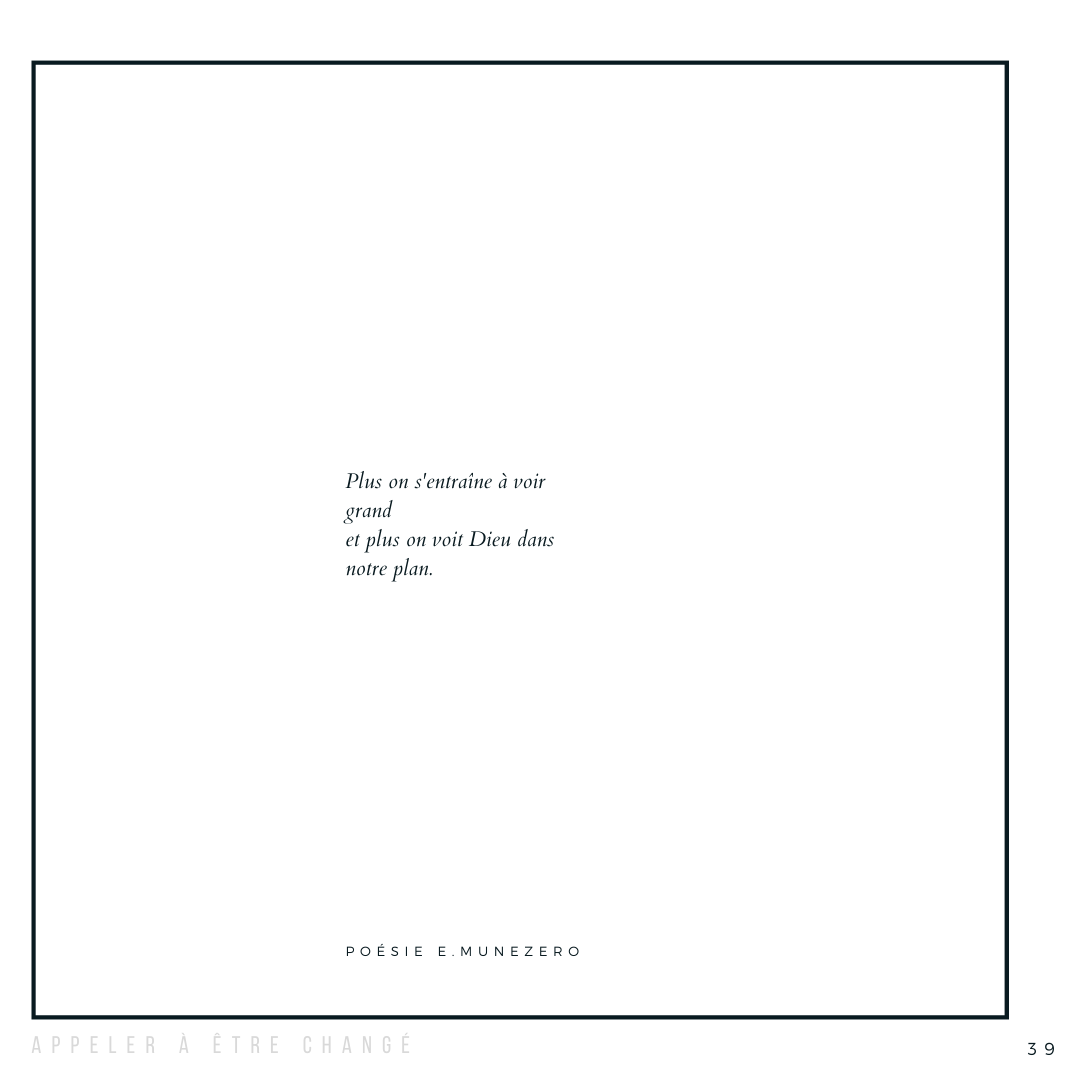 Plus on s'entraîne à voir
grand
et plus on voit Dieu dans
notre plan.
POÉSIE E.MUNEZERO
APPELER À ÊTRE CHANGÉ
39